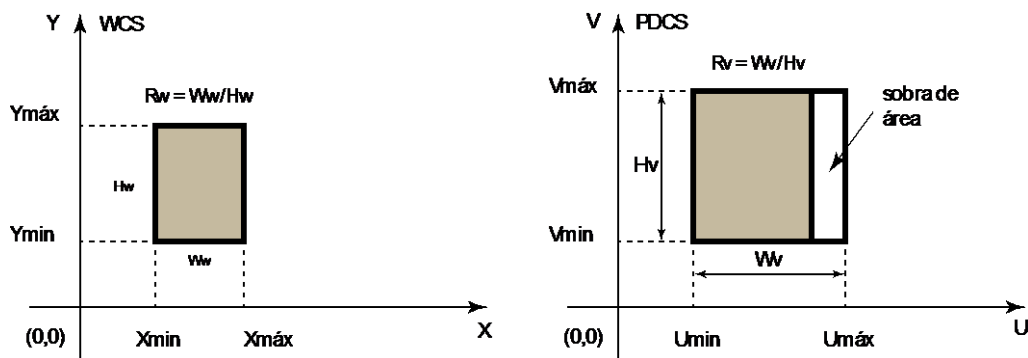 Y WCS
Rw = Ww/Hw
Ymáx
Hw
Ymin
Ww
(0,0) Xmin Xmáx X
V PDCS
Rv = Wv/Hv
Vmáx
sobra de
área
Hv
Vmin
Wv
(0,0) Umin Umáx U